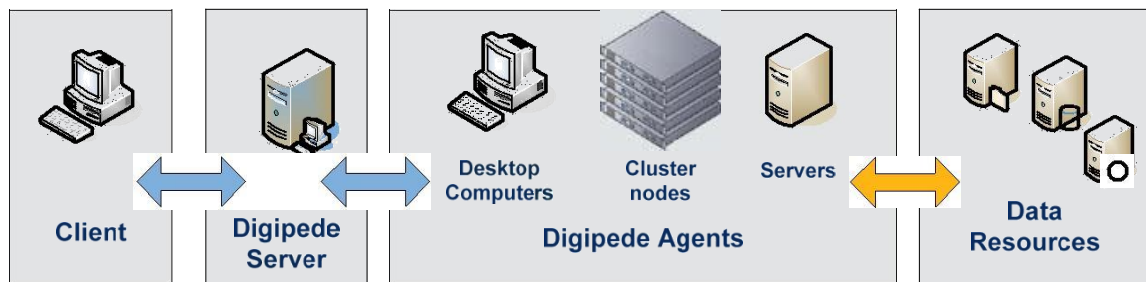 Desktop
Computers
Cluster
nodes
Servers
Client
Digipede
Server
Digipede Agents
Data
Resources